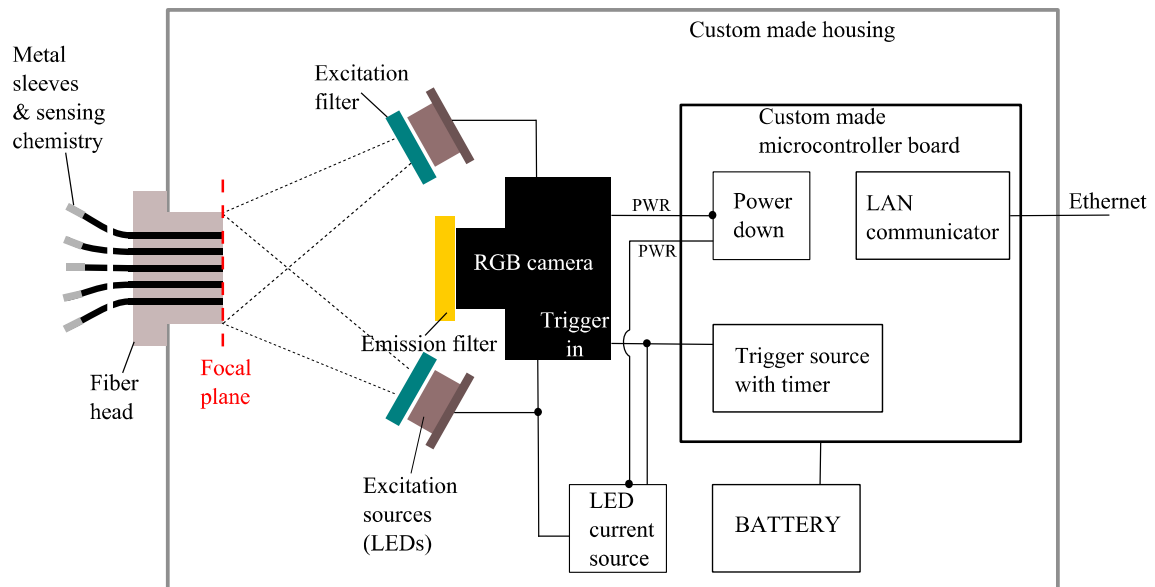 Custom made housing
Metal
sleeves
& sensing
chemistry
Excitation
filter
Custom made
microcontroller board
Power
down
LAN
communicator
Ethernet
PWR
PWR
RGB camera
Trigger
in
Emission filter
Trigger source
with timer
Focal
plane
Fiber
head
Excitation
sources
(LEDs)
LED
current
source
BATTERY